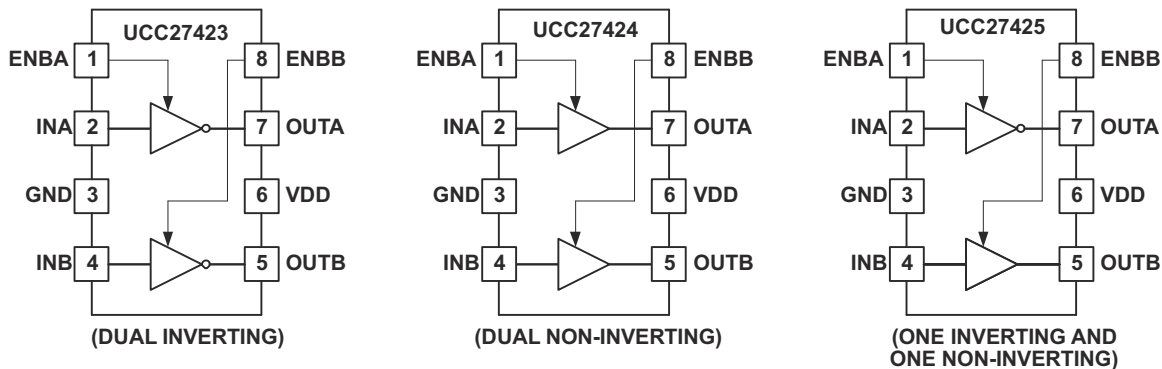 UCC27423
ENBA 1 8 ENBB
INA 2 7 OUTA
GND 3 6 VDD
INB 4 5 OUTB
(DUAL INVERTING)
UCC27424
ENBA 1 8 ENBB
INA 2 7 OUTA
GND 3 6 VDD
INB 4 5 OUTB
(DUAL NON-INVERTING)
UCC27425
ENBA 1 8 ENBB
INA 2 7 OUTA
GND 3 6 VDD
INB 4 5 OUTB
(ONE INVERTING AND
ONE NON-INVERTING)